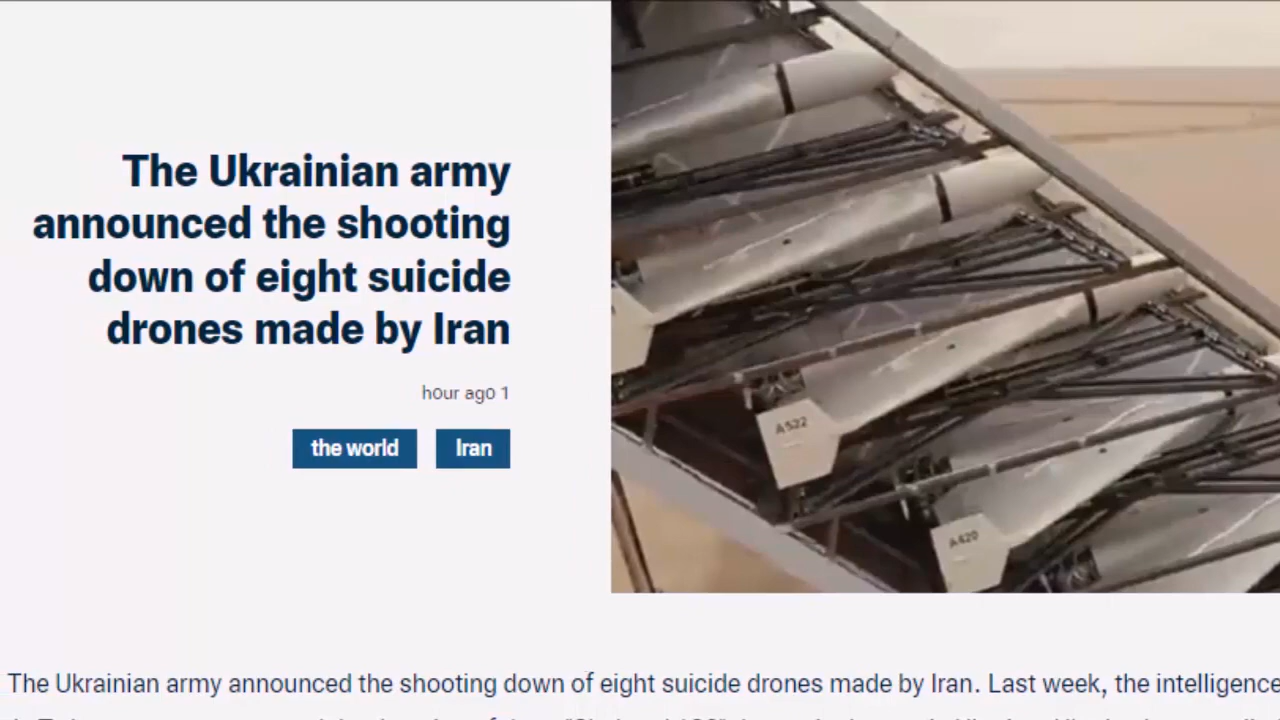 The Ukrainian army
announced the shooting
down of eight suicide
drones made by Iran
hour ago 1
the world
Iran
A522
A420
The Ukrainian army announced the shooting down of eight suicide drones made by Iran. Last week, the intelligence